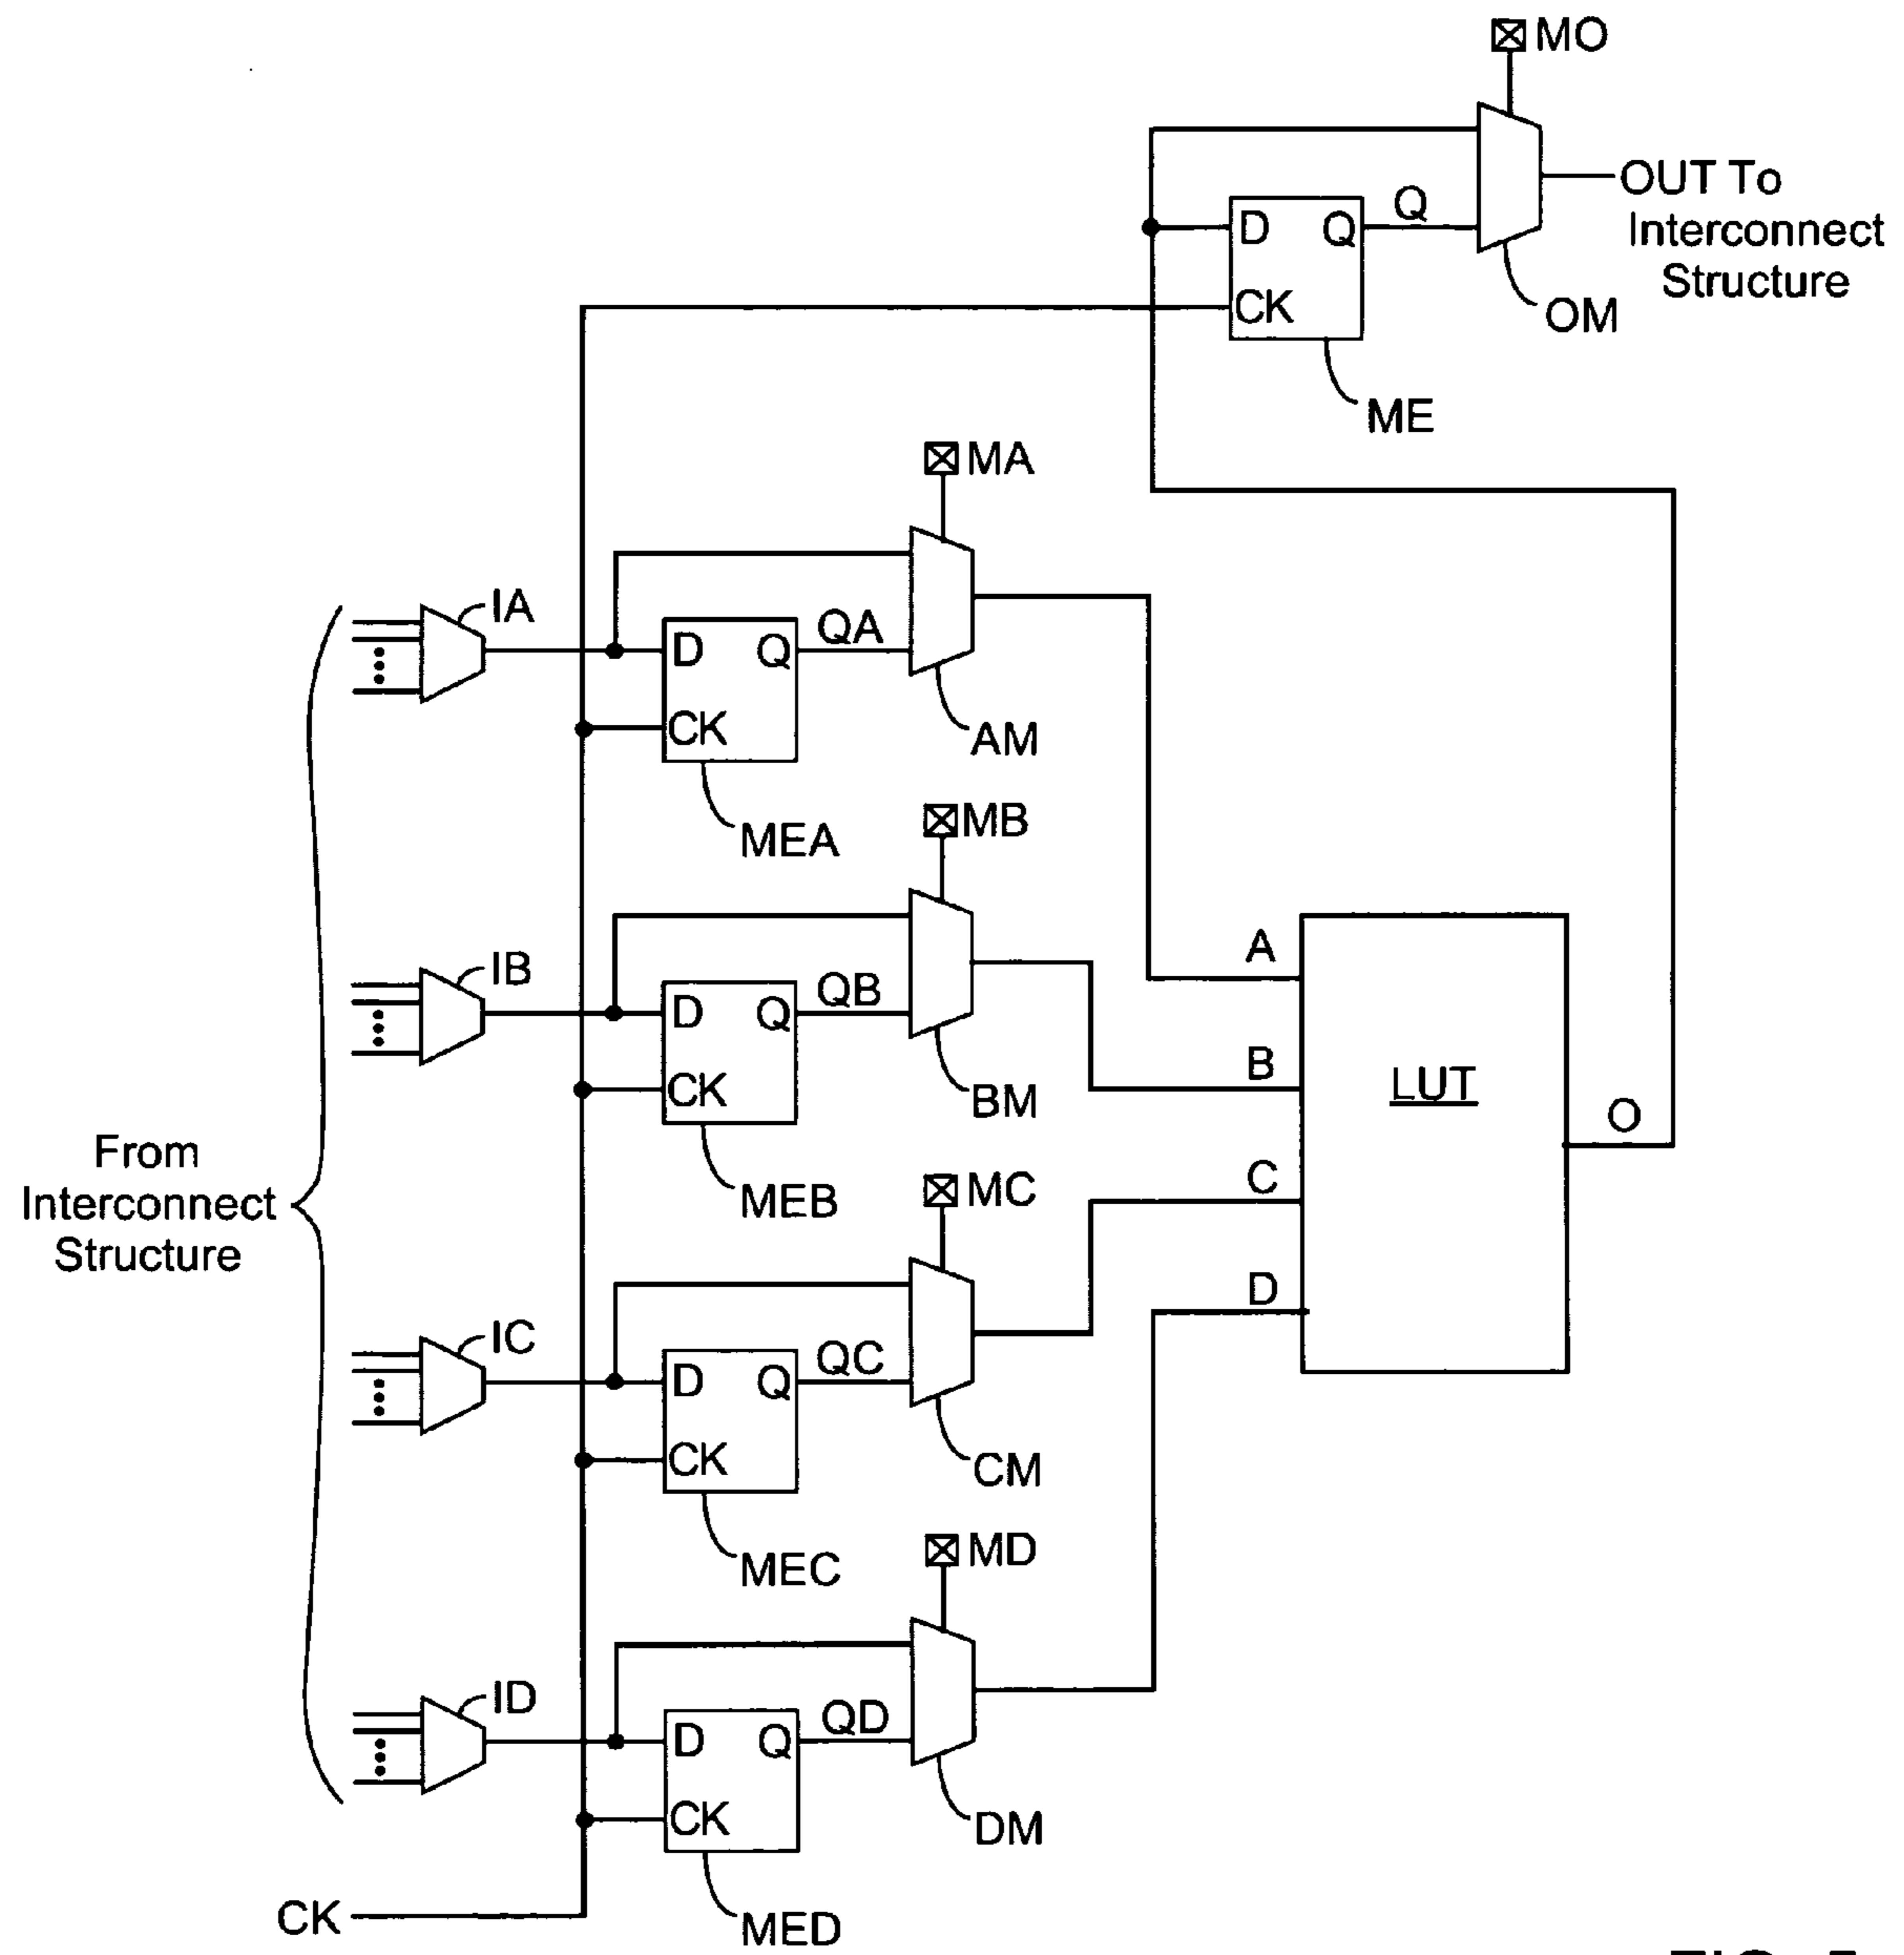 MO
OUT To
Interconnect
Structure
Q
D Q
CK
OM
ME
MA
IA
QA
D Q
CK
AM
MEA
MB
IB
QB
D Q
CK
BM
MEB
A
B
LUT
C
O
D
From
Interconnect
Structure
MC
IC
QC
D Q
CK
CM
MEC
MD
ID
QD
D Q
CK
DM
MED
CK